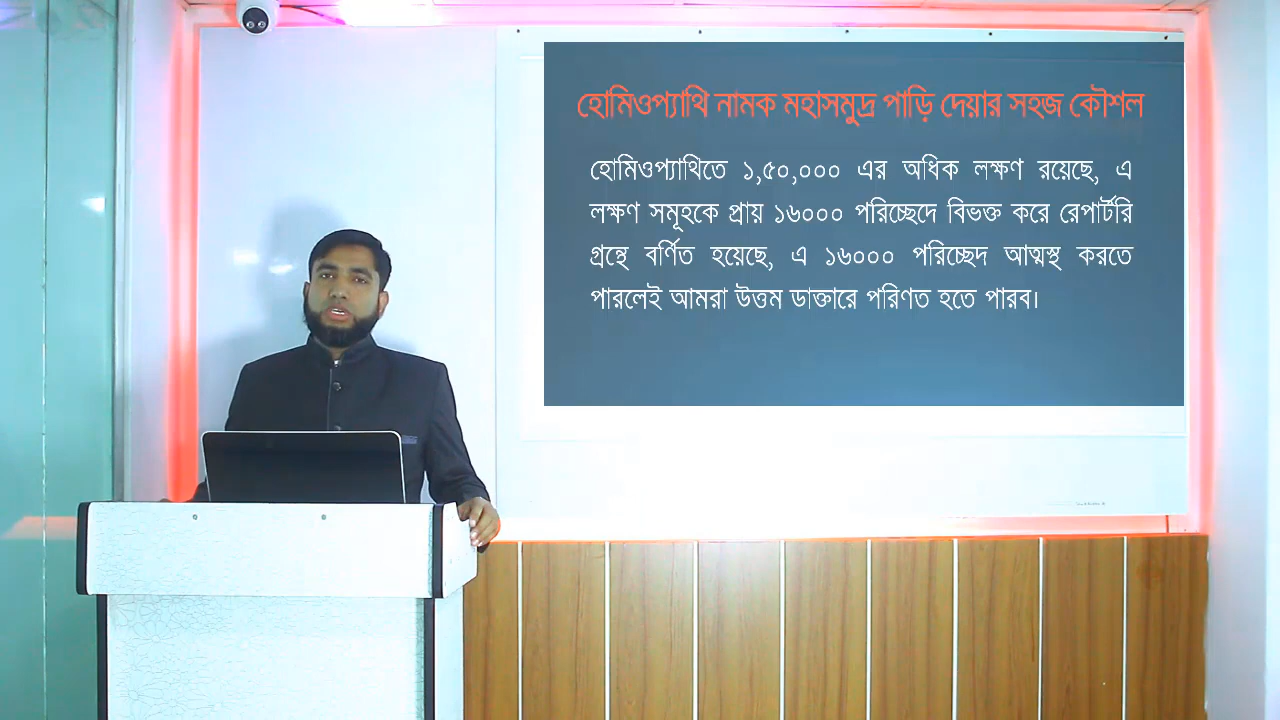 হোমিওপ্যাথি নামক মহাসমুদ্র পাড়ি দেয়ার সহজ কৌশল
হোমিওপ্যাথিতে ১,৫০,০০০ এর অধিক লক্ষণ রয়েছে, এ
লক্ষণ সমূহকে প্রায় ১৬০০০ পরিচ্ছেদে বিভক্ত করে রেপার্টরি
গ্রন্থে বর্ণিত হয়েছে, এ ১৬০০০ পরিচ্ছেদ আত্মস্থ করতে
পারলেই আমরা উত্তম ডাক্তারে পরিণত হতে পারব।